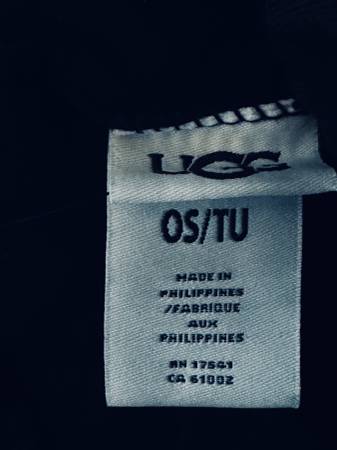 UGG
OS/TU
MADE IN
PHILIPPINES
/FABRIQUE
AUX
PHILIPPINES
RN 17541
CA 61002